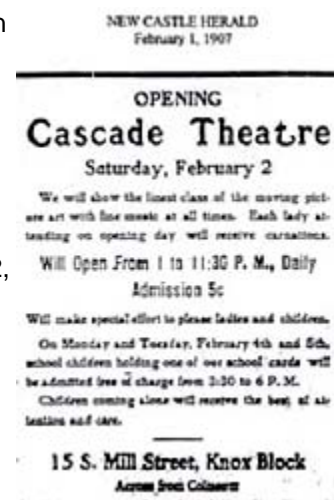 NEW CASTLE HERALD
February 1, 1907
OPENING
Cascade Theatre
Saturday, February 2
We will show the finest class of the moving pict-
ure art with fine music at all times. Each lady at-
tending on opening day will receive carnations.
Will Open From 1 to 11:30 P. M., Daily
Admission 5c
Will make special effort to please ladies and children.
On Monday and Tuesday, February 4th and 5th,
school children holding one of our school cards will
be admitted free of charge from 3:30 to 6 P. M.
Children coming alone will receive the best of at-
tention and care.
15 S. Mill Street, Knox Block
Across from